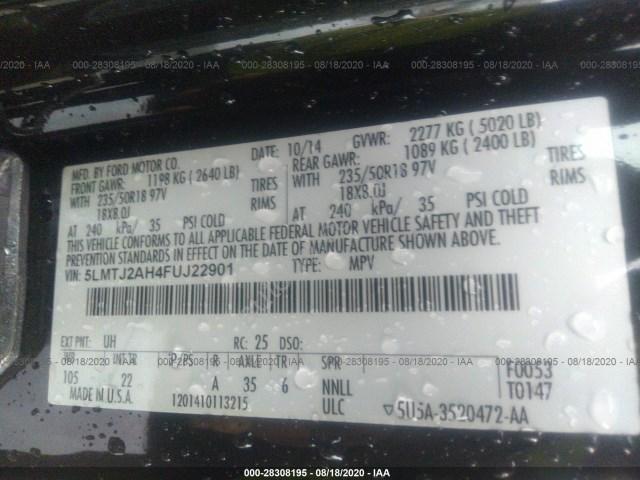 000-28308195 - 08/18/2020 - IAA
MFD. BY FORD MOTOR CO.
DATE: 10/14 GVWR: 2277 KG ( 5020 LB)
FRONT GAWR: 1198 KG ( 2640 LB)
REAR GAWR: 1089 KG ( 2400 LB)
WITH 235/50R18 97V TIRES
WITH 235/50R18 97V TIRES
18X8.0J RIMS
18X8.0J RIMS
AT 240 kPa/ 35 PSI COLD
AT 240 kPa/ 35 PSI COLD
THIS VEHICLE CONFORMS TO ALL APPLICABLE FEDERAL MOTOR VEHICLE SAFETY AND THEFT
PREVENTION STANDARDS IN EFFECT ON THE DATE OF MANUFACTURE SHOWN ABOVE.
VIN: 5LMTJ2AH4FUJ22901 TYPE: MPV
EXT PNT: UH RC: 25 DSO:
WB INT TR TP/PS R AXLE TR SPR F0053
105 22 A 35 6 NNLL T0147
MADE IN U.S.A. 1201410113215 ULC 5U5A-3520472-AA
000-28308195 - 08/18/2020 - IAA